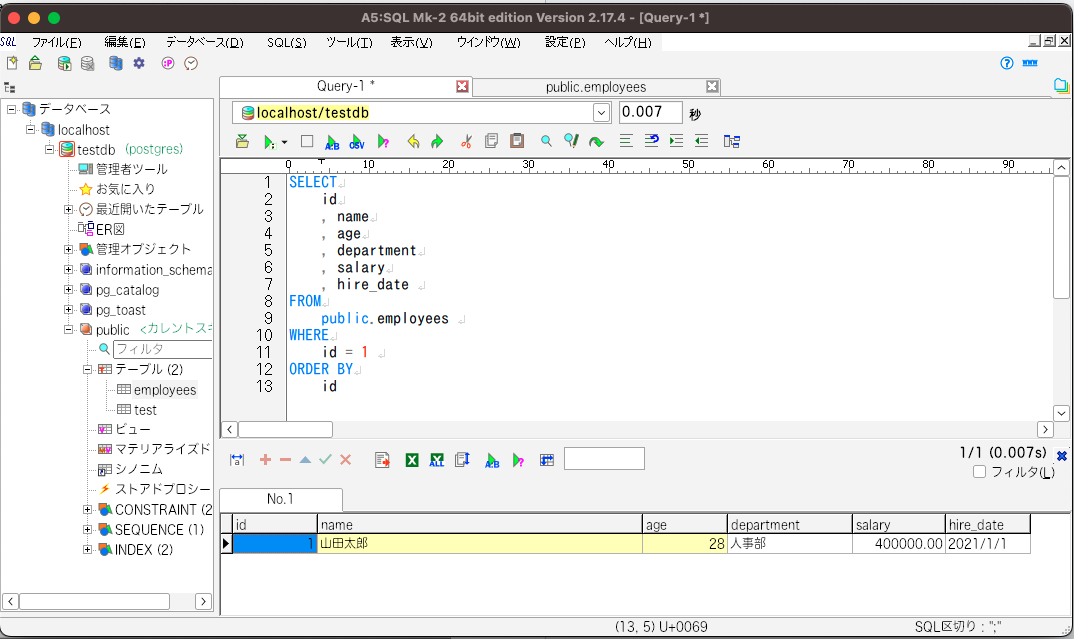 A5:SQL Mk-2 64bit edition Version 2.17.4 - [Query-1 *]
SQL ファイル(F) 編集(E) データベース(D) SQL(S) ツール(T) 表示(V) ウインドウ(W) 設定(P) ヘルプ(H)
Query-1 * public.employees
データベース
localhost
testdb (postgres)
管理者ツール
お気に入り
最近開いたテーブル
ER図
管理オブジェクト
information_schema
pg_catalog
pg_toast
public <カレントスキ
フィルタ
テーブル (2)
employees
test
ビュー
マテリアライズド
シノニム
ストアドプロシー
CONSTRAINT (2
SEQUENCE (1)
INDEX (2)
localhost/testdb 0.007 秒
A:B CSV
0 10 20 30 40 50 60 70 80 90
1 SELECT
2 id
3 , name
4 , age
5 , department
6 , salary
7 , hire_date
8 FROM
9 public.employees
10 WHERE
11 id = 1
12 ORDER BY
13 id
ALL A:B
1/1 (0.007s)
フィルタ(L)
No.1
id name age department salary hire_date
1 山田太郎 28 人事部 400000.00 2021/1/1
(13, 5) U+0069 SQL区切り : ";"